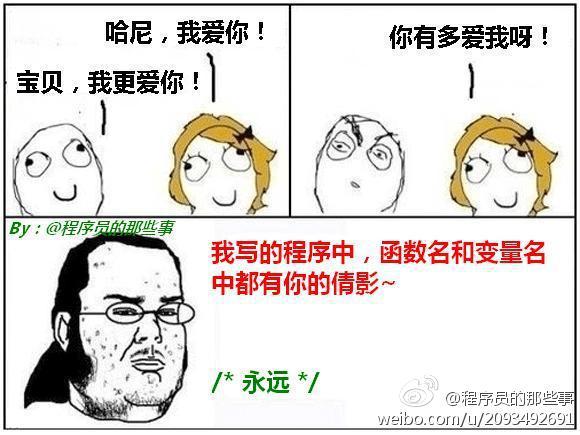 哈尼，我爱你！
宝贝，我更爱你！
你有多爱我呀！
By：@程序员的那些事
我写的程序中，函数名和变量名
中都有你的倩影~
/* 永远 */
@程序员的那些事
weibo.com/u/2093492691